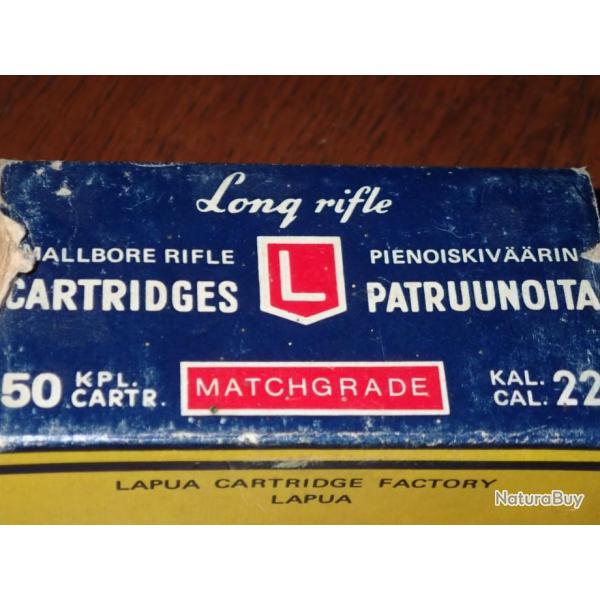 Long rifle
MALLBORE RIFLE L PIENOISKIVÄÄRIN
CARTRIDGES PATRUUNOITA
50 KPL. CARTR. MATCHGRADE KAL. CAL. 22
LAPUA CARTRIDGE FACTORY
LAPUA
NaturaBuy